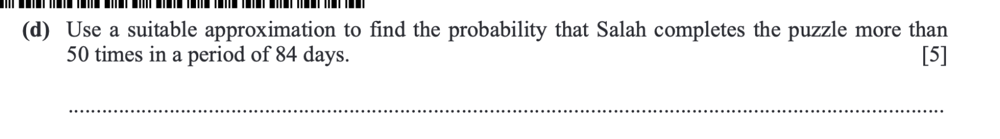 (d) Use a suitable approximation to find the probability that Salah completes the puzzle more than
50 times in a period of 84 days. [5]